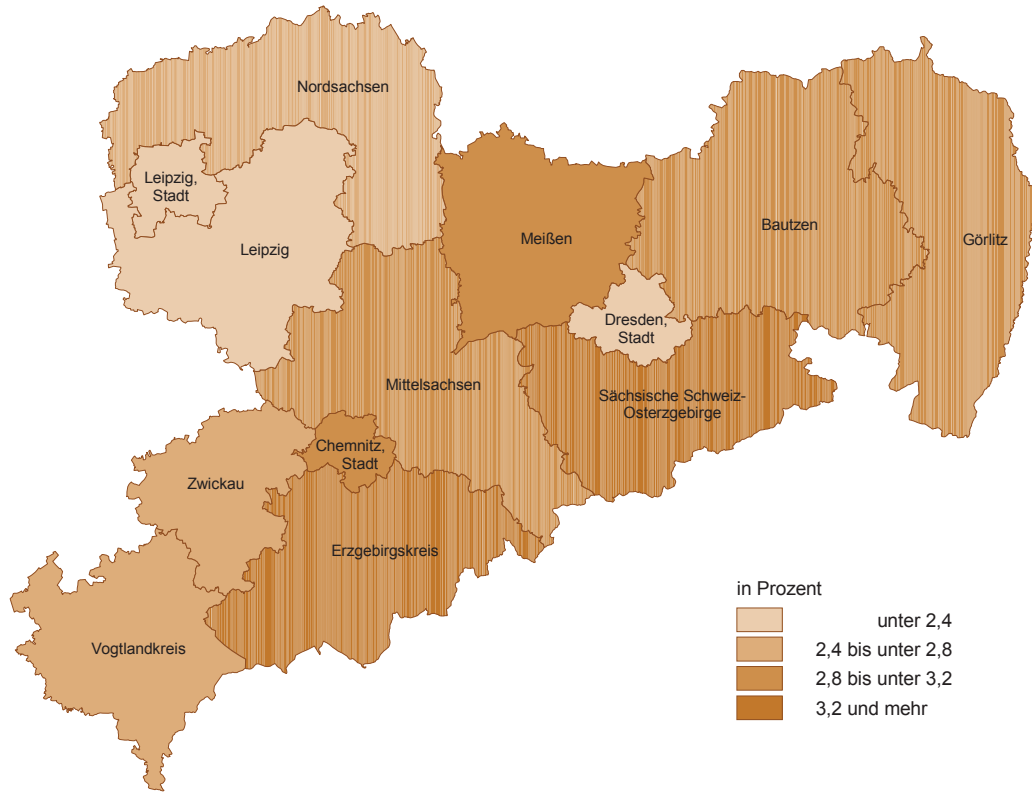 Nordsachsen
Leipzig,
Stadt
Leipzig
Meißen
Bautzen
Görlitz
Dresden,
Stadt
Mittelsachsen
Sächsische Schweiz-
Osterzgebirge
Chemnitz,
Stadt
Zwickau
Erzgebirgskreis
Vogtlandkreis
in Prozent
unter 2,4
2,4 bis unter 2,8
2,8 bis unter 3,2
3,2 und mehr